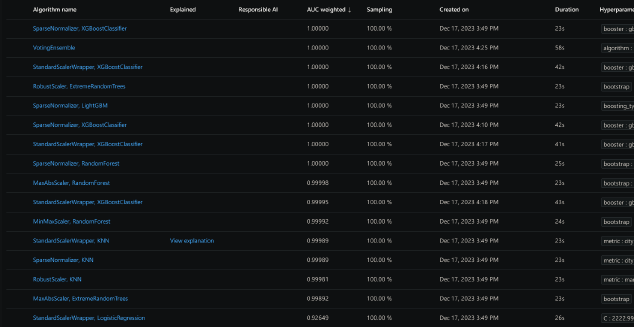 Algorithm name Explained Responsible AI AUC weighted ↓ Sampling Created on Duration Hyperparame
SparseNormalizer, XGBoostClassifier 1.00000 100.00 % Dec 17, 2023 3:49 PM 23s booster : gb
VotingEnsemble 1.00000 100.00 % Dec 17, 2023 4:25 PM 58s algorithm :
StandardScalerWrapper, XGBoostClassifier 1.00000 100.00 % Dec 17, 2023 4:16 PM 42s booster : gb
RobustScaler, ExtremeRandomTrees 1.00000 100.00 % Dec 17, 2023 3:49 PM 23s bootstrap
SparseNormalizer, LightGBM 1.00000 100.00 % Dec 17, 2023 3:49 PM 23s boosting_ty
SparseNormalizer, XGBoostClassifier 1.00000 100.00 % Dec 17, 2023 4:10 PM 42s booster : gb
StandardScalerWrapper, XGBoostClassifier 1.00000 100.00 % Dec 17, 2023 4:17 PM 41s booster : gb
SparseNormalizer, RandomForest 1.00000 100.00 % Dec 17, 2023 3:49 PM 25s bootstrap :
MaxAbsScaler, RandomForest 0.99998 100.00 % Dec 17, 2023 3:49 PM 23s bootstrap
StandardScalerWrapper, XGBoostClassifier 0.99995 100.00 % Dec 17, 2023 4:18 PM 43s booster : gb
MinMaxScaler, RandomForest 0.99992 100.00 % Dec 17, 2023 3:49 PM 24s bootstrap
StandardScalerWrapper, KNN View explanation 0.99989 100.00 % Dec 17, 2023 3:49 PM 23s metric : city
SparseNormalizer, KNN 0.99989 100.00 % Dec 17, 2023 3:49 PM 23s metric : city
RobustScaler, KNN 0.99981 100.00 % Dec 17, 2023 3:49 PM 23s metric : ma
MaxAbsScaler, ExtremeRandomTrees 0.99892 100.00 % Dec 17, 2023 3:49 PM 23s bootstrap
StandardScalerWrapper, LogisticRegression 0.92649 100.00 % Dec 17, 2023 3:49 PM 26s C : 2222.99